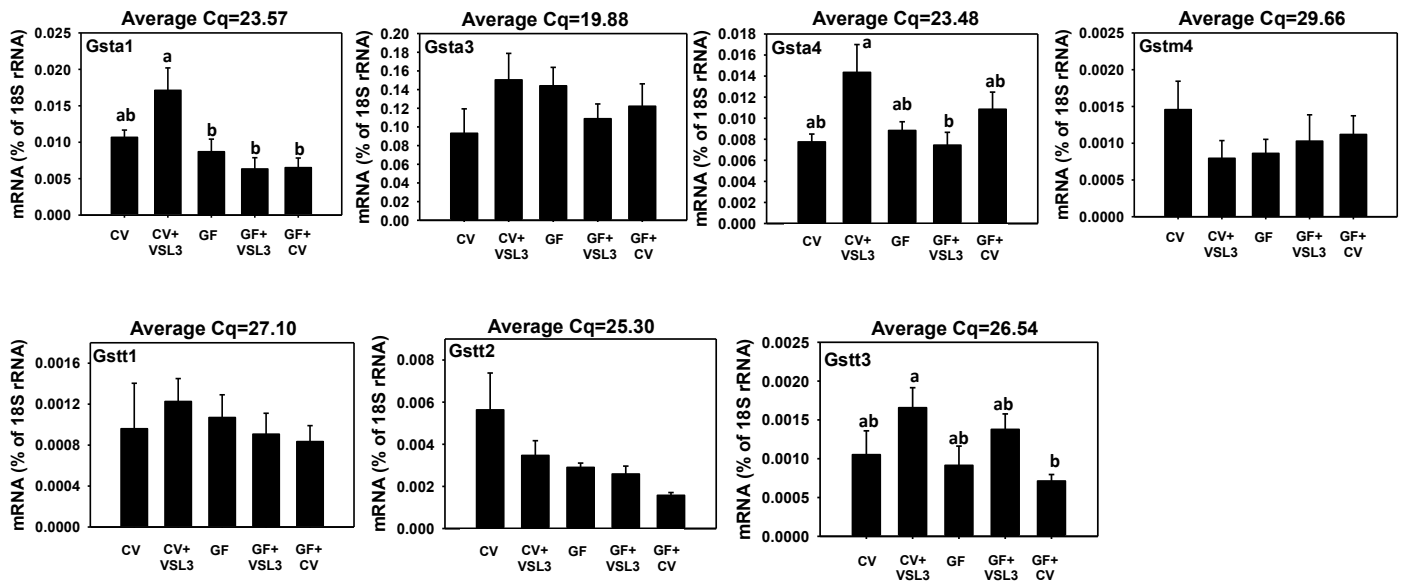 Average Cq=23.57
Gsta1
mRNA (% of 18S rRNA)
0.025
0.020
0.015
0.010
0.005
0.000
ab
a
b
b
b
CV
CV+
VSL3
GF
GF+
VSL3
GF+
CV
Average Cq=19.88
Gsta3
mRNA (% of 18S rRNA)
0.20
0.18
0.16
0.14
0.12
0.10
0.08
0.06
0.04
0.02
0.00
CV
CV+
VSL3
GF
GF+
VSL3
GF+
CV
Average Cq=23.48
Gsta4
mRNA (% of 18S rRNA)
0.018
0.016
0.014
0.012
0.010
0.008
0.006
0.004
0.002
0.000
ab
a
ab
b
ab
CV
CV+
VSL3
GF
GF+
VSL3
GF+
CV
Average Cq=29.66
Gstm4
mRNA (% of 18S rRNA)
0.0025
0.0020
0.0015
0.0010
0.0005
0.0000
CV
CV+
VSL3
GF
GF+
VSL3
GF+
CV
Average Cq=27.10
Gstt1
mRNA (% of 18S rRNA)
0.0016
0.0012
0.0008
0.0004
0.0000
CV
CV+
VSL3
GF
GF+
VSL3
GF+
CV
Average Cq=25.30
Gstt2
mRNA (% of 18S rRNA)
0.008
0.006
0.004
0.002
0.000
CV
CV+
VSL3
GF
GF+
VSL3
GF+
CV
Average Cq=26.54
Gstt3
mRNA (% of 18S rRNA)
0.0025
0.0020
0.0015
0.0010
0.0005
0.0000
ab
a
ab
ab
b
CV
CV+
VSL3
GF
GF+
VSL3
GF+
CV